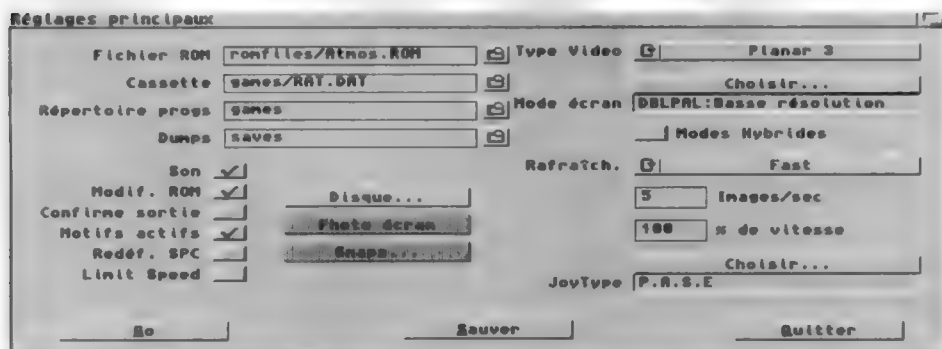 Réglages principaux
Fichier ROM romfiles/Atmos.ROM
Cassette games/RAT.DAT
Répertoire progs games
Dumps saves
Son
Modif. ROM
Confirme sortie
Motifs actifs
Redéf. SPC
Limit Speed
Disque...
Photo écran
Snaps...
Type Video Planar 3
Choisir...
Mode écran DBLPAL:Basse résolution
Modes Hybrides
Rafraîch. Fast
5 Images/sec
100 % de vitesse
Choisir...
JoyType P.A.S.E
Go
Sauver
Quitter